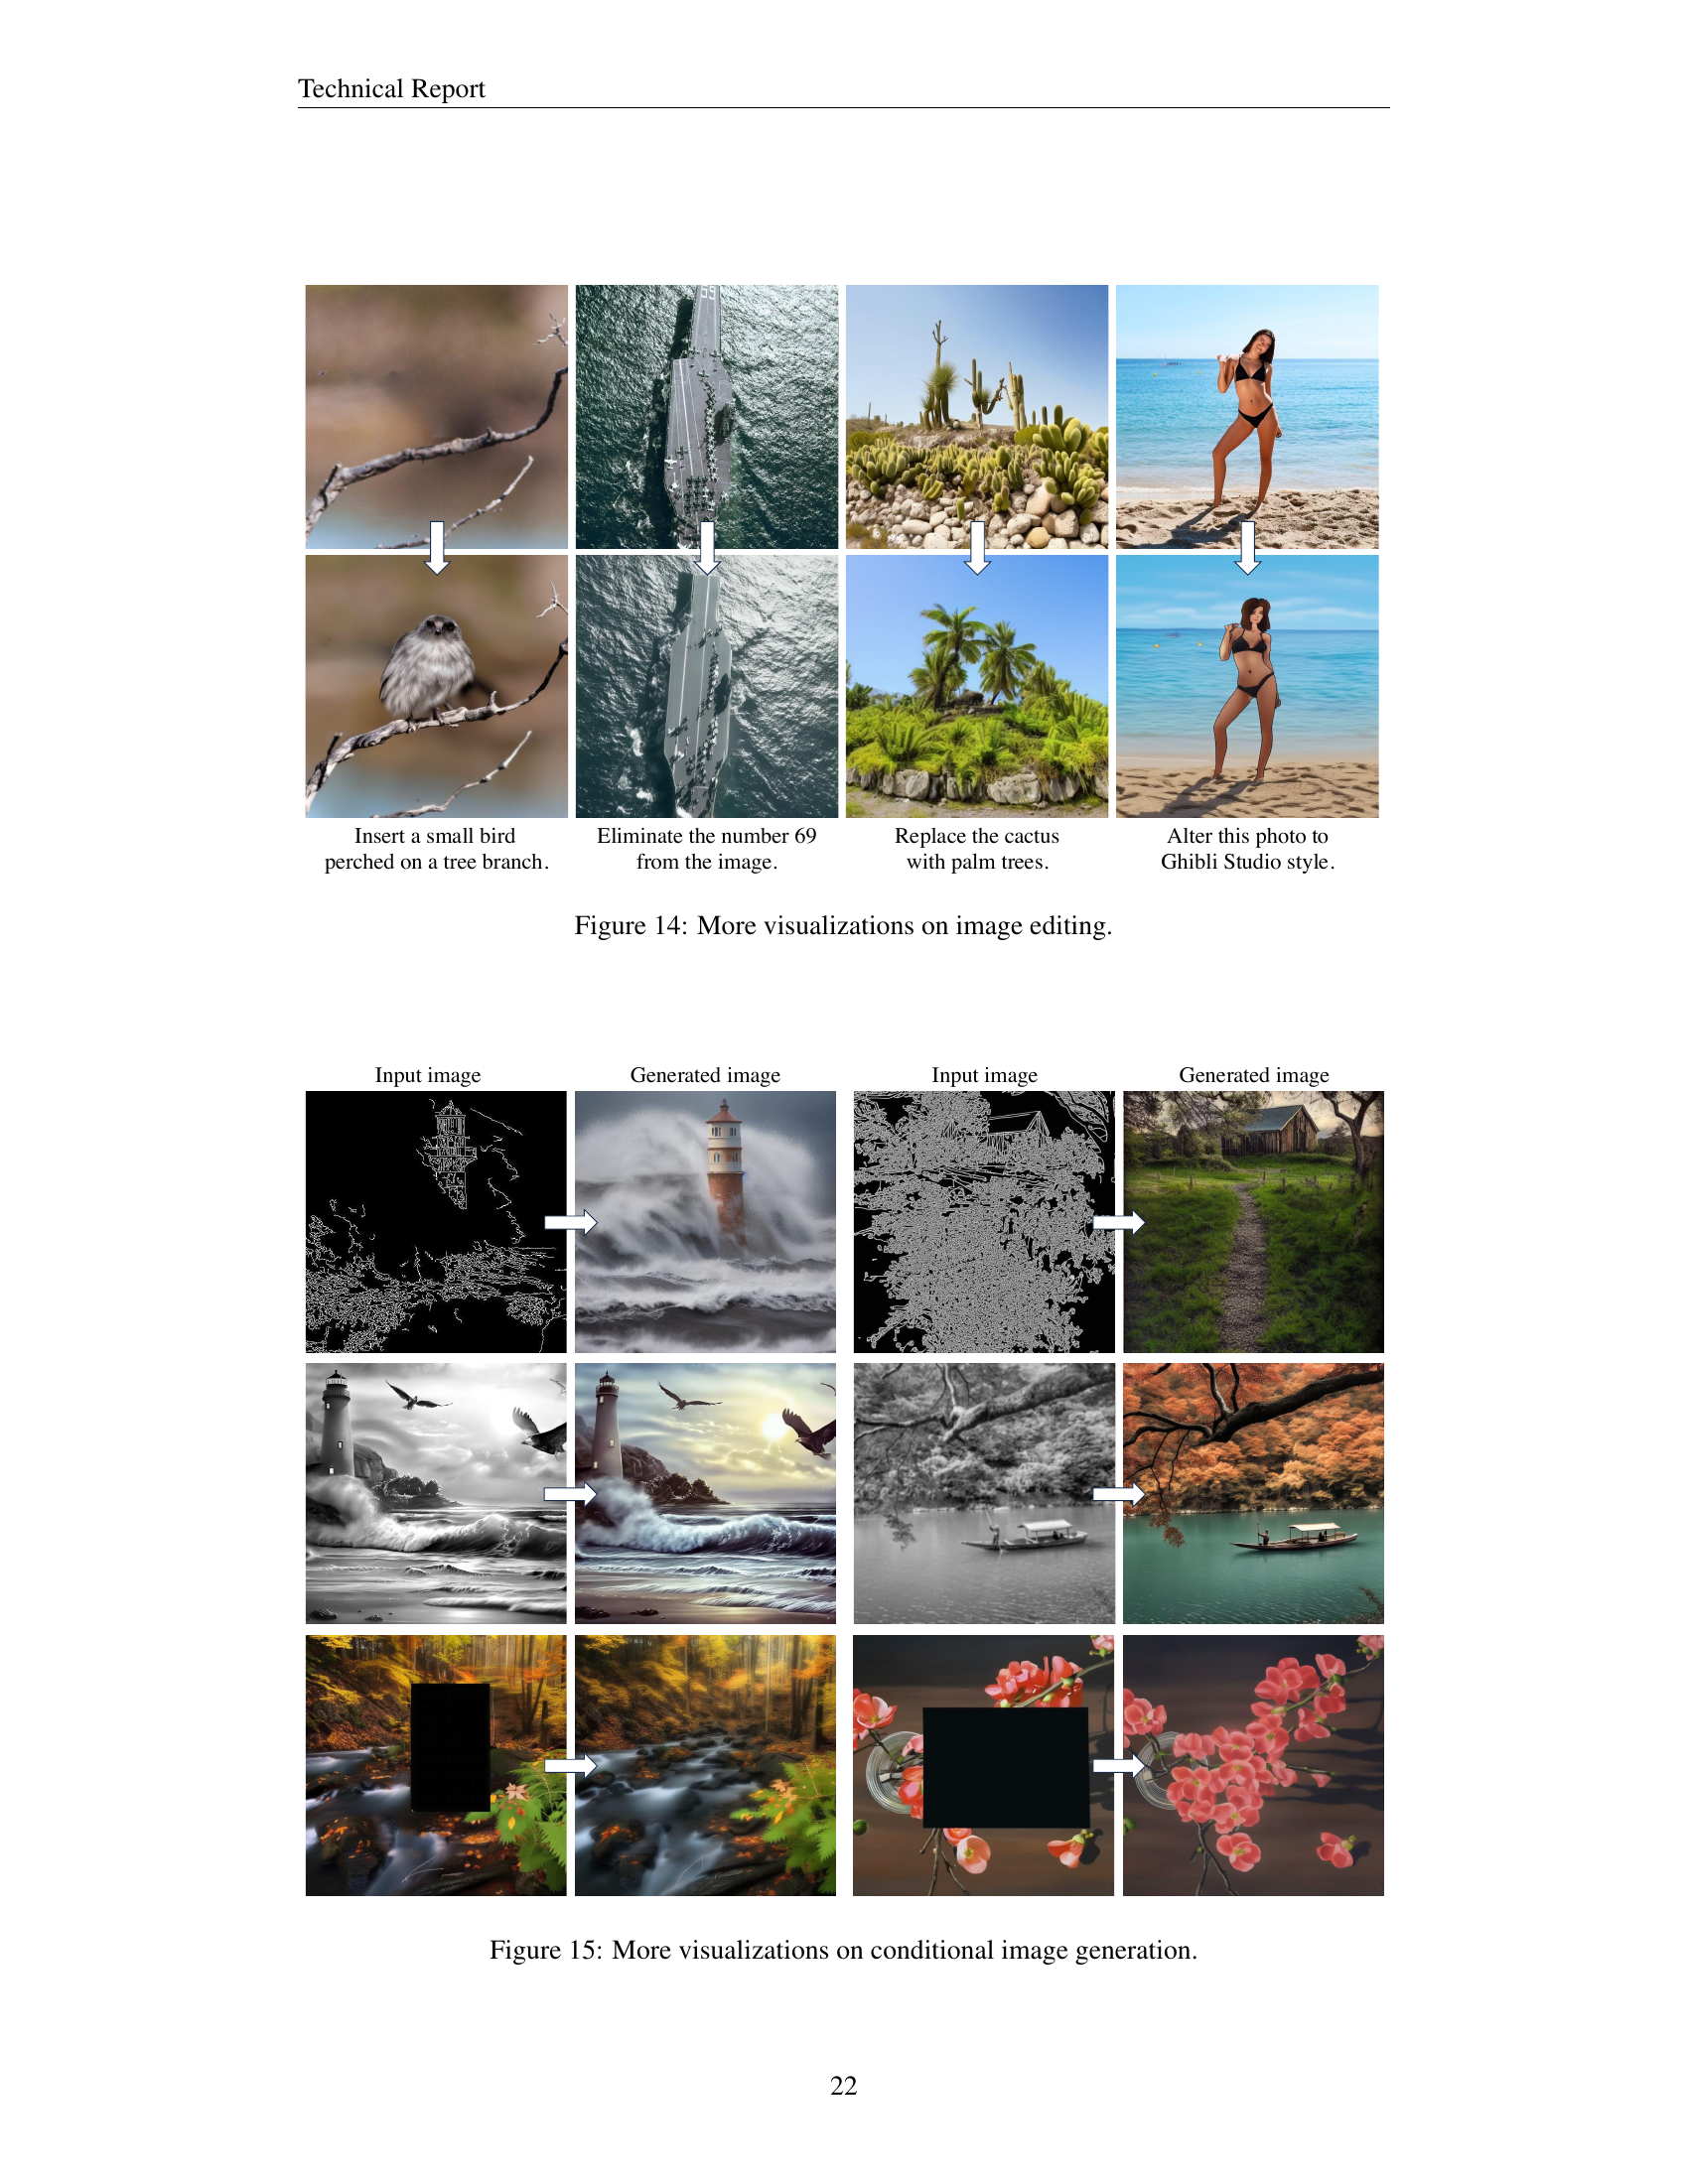 Technical Report
Insert a small bird
perched on a tree branch.
Eliminate the number 69
from the image.
Replace the cactus
with palm trees.
Alter this photo to
Ghibli Studio style.
Figure 14: More visualizations on image editing.
Input image
Generated image
Input image
Generated image
Figure 15: More visualizations on conditional image generation.
22